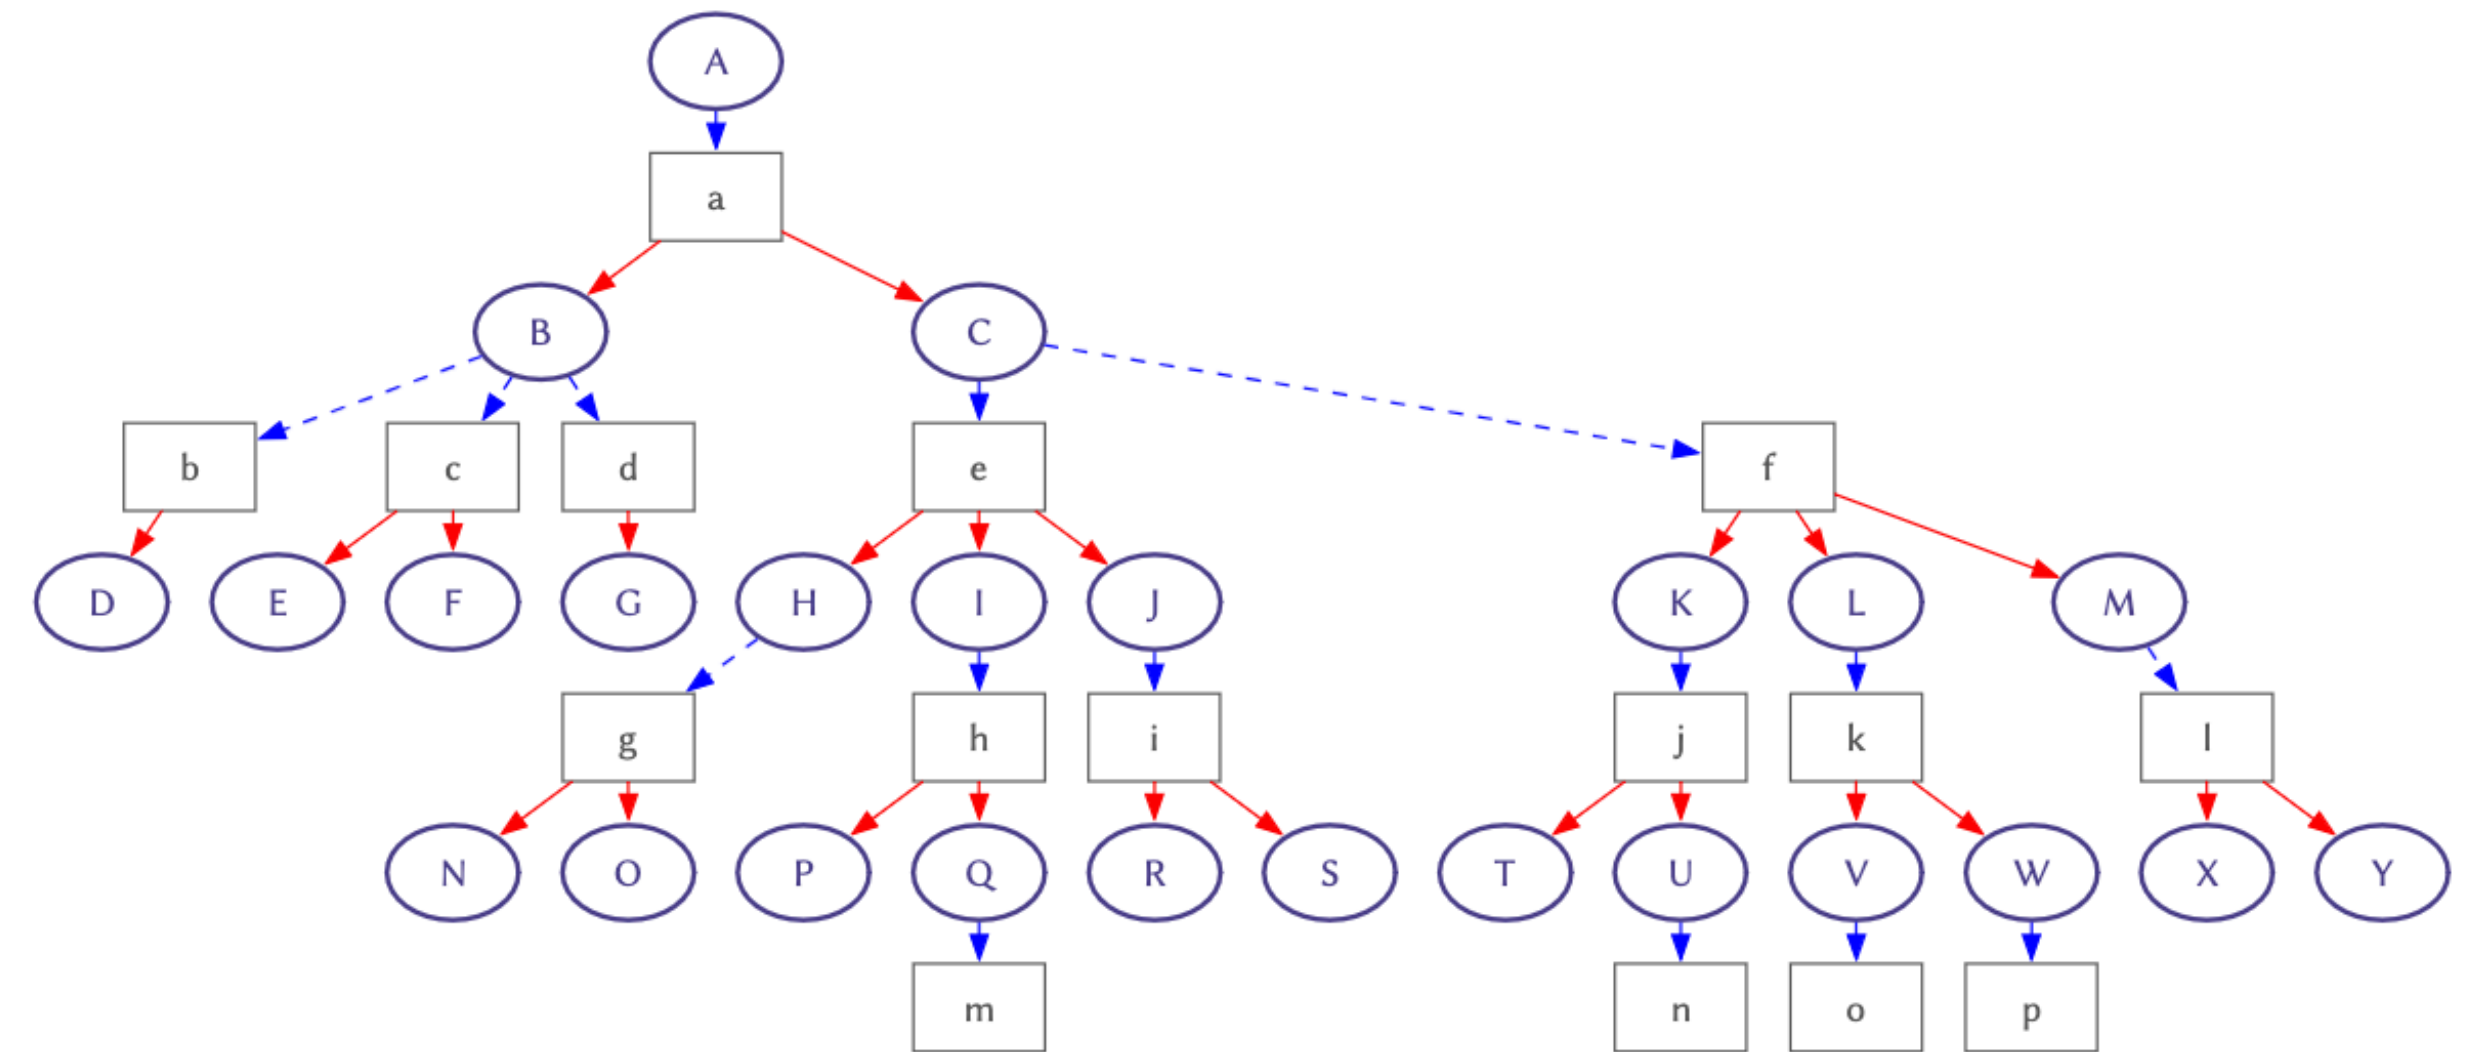 A
a
B C
b c d e f
D E F G H I J K L M
g h i j k l
N O P Q R S T U V W X Y
m n o p